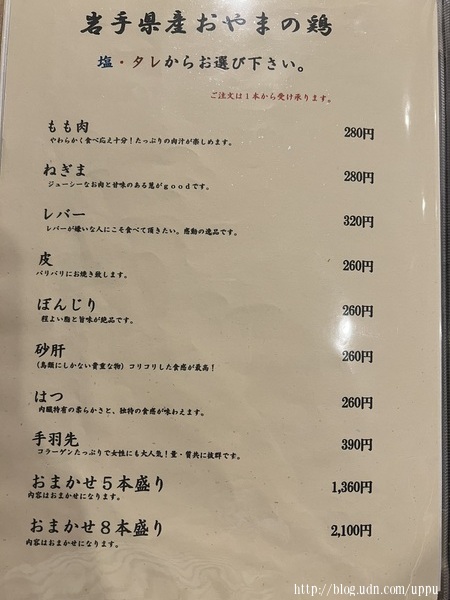 岩手県産おやまの鶏
塩・タレからお選び下さい。
ご注文は1本から受け承ります。
もも肉 280円
やわらかく食べ応え十分！たっぷりの肉汁が楽しめます。
ねぎま 280円
ジューシーなお肉と甘味のある葱がgoodです。
レバー 320円
レバーが嫌いな人にこそ食べて頂きたい。感動の逸品です。
皮 260円
パリパリにお焼き致します。
ぼんじり 260円
程よい脂と旨味が絶品です。
砂肝 260円
（鳥類にしかない貴重な物）コリコリした食感が最高！
はつ 260円
内臓特有の柔らかさと、独特の食感が味わえます。
手羽先 390円
コラーゲンたっぷりで女性にも大人気！量・質共に抜群です。
おまかせ5本盛り 1,360円
内容はおまかせになります。
おまかせ8本盛り 2,100円
内容はおまかせになります。
http://blog.udn.com/uppu